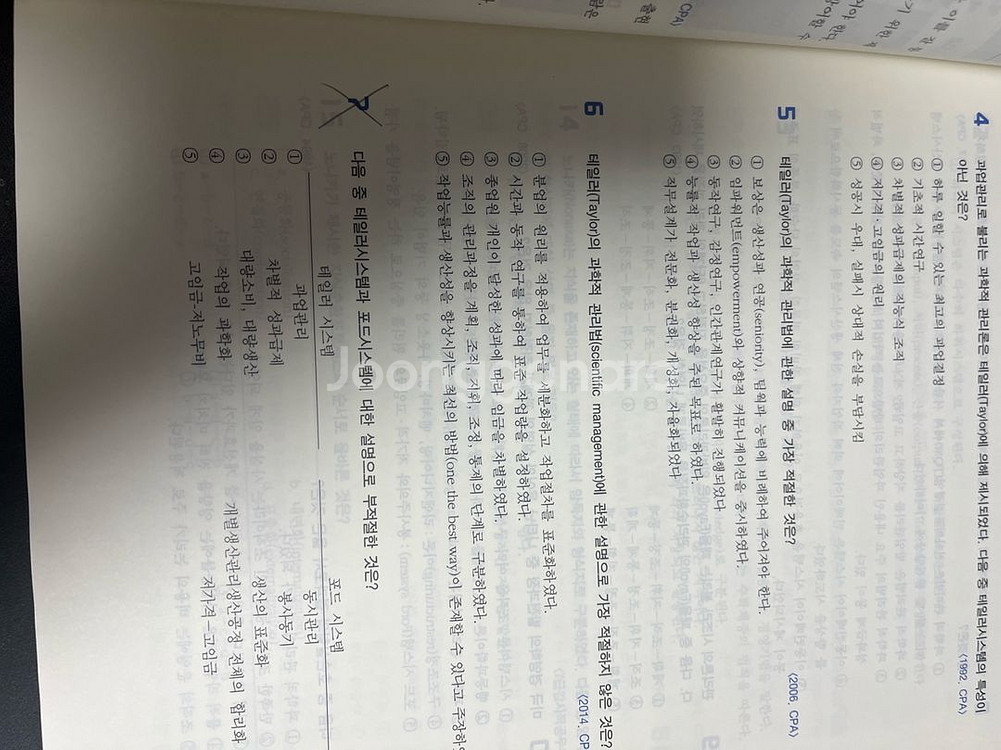 4 과업관리로 불리는 과학적 관리론은 테일러(Taylor)에 의해 제시되었다. 다음 중 테일러시스템의 특성이
아닌 것은? (1992, CPA)
① 하루 일할 수 있는 최고의 과업결정
② 기초적 시간연구
③ 차별적 성과급제의 직능식 조직
④ 저가격·고임금의 원리
⑤ 성공시 우대, 실패시 상대적 손실을 부담시킴
5 테일러(Taylor)의 과학적 관리법에 관한 설명 중 가장 적절한 것은? (2006, CPA)
① 보상은 생산성과 연공(seniority), 팀워과 능력에 비례하여 주어져야 한다.
② 임파워먼트(empowerment)와 상향적 커뮤니케이션을 중시하였다.
③ 동작연구, 감정연구, 인간관계연구가 활발히 진행되었다
④ 능률적 작업과 생산성 향상을 주된 목표로 하였다.
⑤ 직무설계가 전문화, 분권화, 개성화, 자율화되었다
6 테일러(Taylor)의 과학적 관리법(scientific management)에 관한 설명으로 가장 적절하지 않은 것은?
(2014, CP
① 분업의 원리를 적용하여 업무를 세분화하고 작업절차를 표준화하였다.
② 시간과 동작 연구를 통하여 표준 작업량을 설정하였다.
③ 종업원 개인이 달성한 성과에 따라 임금을 차별하였다.
④ 조직의 관리과정을 계획, 조직, 지휘, 조정, 통제의 단계로 구분하였다.
⑤ 작업능률과 생산성을 향상시키는 최선의 방법(one the best way)이 존재할 수 있다고 주장하
7 다음 중 테일러시스템과 포드시스템에 대한 설명으로 부적절한 것은?
테일러 시스템 포드 시스템
① 과업관리 동시관리
② 차별적 성과급제 봉사동기
③ 대량소비, 대량생산 생산의 표준화
④ 작업의 과학화 개별생산관리생산공정 전체의 합리화
⑤ 고임금-저노무비 저가격-고임금
Joongna